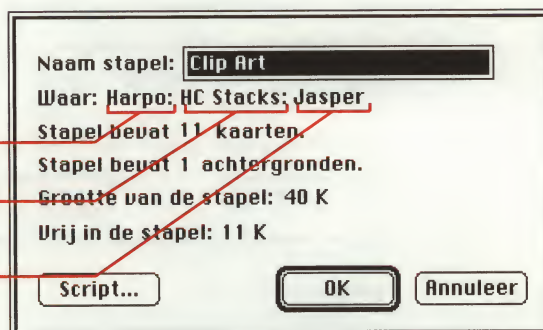 Naam stapel: Clip Art
Waar: Harpo: HC Stacks: Jasper
Stapel bevat 11 kaarten.
Stapel bevat 1 achtergronden.
Grootte van de stapel: 40 K
Vrij in de stapel: 11 K
Script... OK Annuleer